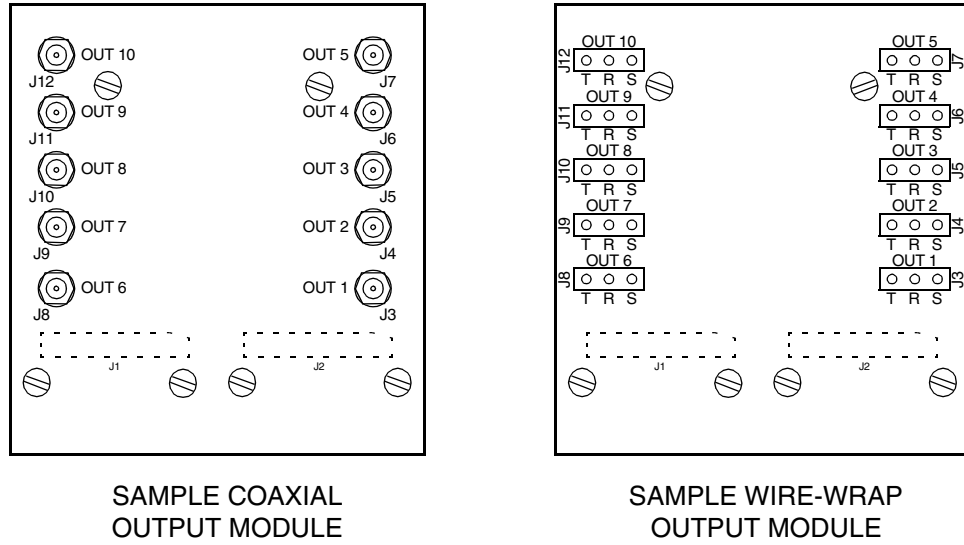 OUT 10
OUT 5
J12
J7
OUT 9
OUT 4
J11
J6
OUT 8
OUT 3
J10
J5
OUT 7
OUT 2
J9
J4
OUT 6
OUT 1
J8
J3
J1
J2
SAMPLE COAXIAL
OUTPUT MODULE
OUT 10
OUT 5
J12
J7
T R S
T R S
OUT 9
OUT 4
J11
J6
T R S
T R S
OUT 8
OUT 3
J10
J5
T R S
T R S
OUT 7
OUT 2
J9
J4
T R S
T R S
OUT 6
OUT 1
J8
J3
T R S
T R S
J1
J2
SAMPLE WIRE-WRAP
OUTPUT MODULE